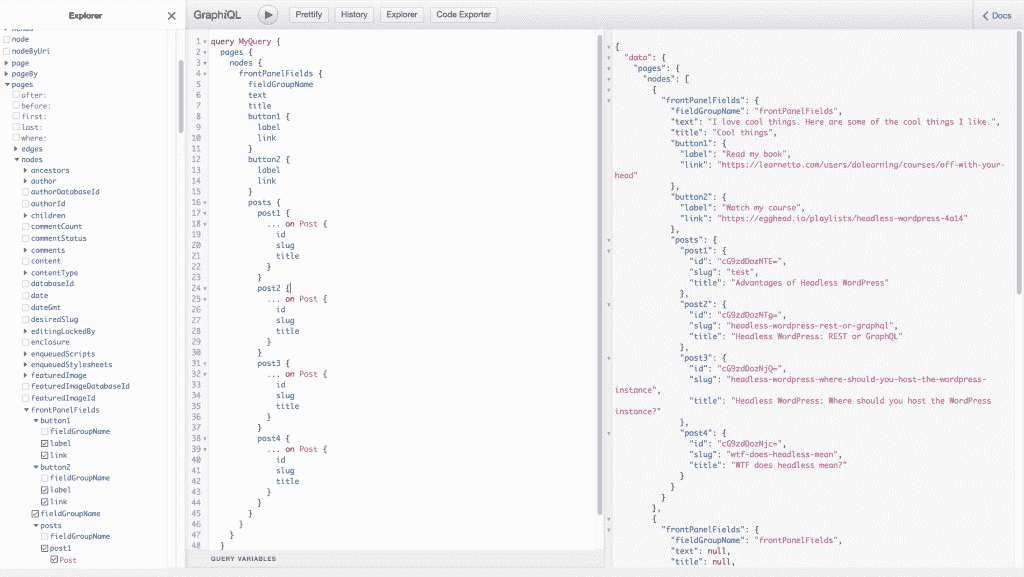 Explorer
✕
GraphiQL
Prettify
History
Explorer
Code Exporter
Docs
node
nodeByUri
page
pageBy
pages
after:
before:
first:
last:
where:
edges
nodes
ancestors
author
authorDatabaseId
authorId
children
commentCount
commentStatus
comments
content
contentType
databaseId
date
dateGmt
desiredSlug
editingLockedBy
enclosure
enqueuedScripts
enqueuedStylesheets
featuredImage
featuredImageDatabaseId
featuredImageId
frontPanelFields
button1
fieldGroupName
label
link
button2
fieldGroupName
label
link
fieldGroupName
posts
fieldGroupName
post1
Post
1 query MyQuery {
2 pages {
3 nodes {
4 frontPanelFields {
5 fieldGroupName
6 text
7 title
8 button1 {
9 label
10 link
11 }
12 button2 {
13 label
14 link
15 }
16 posts {
17 post1 {
18 ... on Post {
19 id
20 slug
21 title
22 }
23 }
24 post2 {
25 ... on Post {
26 id
27 slug
28 title
29 }
30 }
31 post3 {
32 ... on Post {
33 id
34 slug
35 title
36 }
37 }
38 post4 {
39 ... on Post {
40 id
41 slug
42 title
43 }
44 }
45 }
46 }
47 }
48 }
QUERY VARIABLES
{
"data": {
"pages": {
"nodes": [
{
"frontPanelFields": {
"fieldGroupName": "frontPanelFields",
"text": "I love cool things. Here are some of the cool things I like.",
"title": "Cool things",
"button1": {
"label": "Read my book",
"link": "https://learnetto.com/users/dolearning/courses/off-with-your-
head"
},
"button2": {
"label": "Watch my course",
"link": "https://egghead.io/playlists/headless-wordpress-4a14"
},
"posts": {
"post1": {
"id": "cG9zdDozNTE=",
"slug": "test",
"title": "Advantages of Headless WordPress"
},
"post2": {
"id": "cG9zdDozNTg=",
"slug": "headless-wordpress-rest-or-graphql",
"title": "Headless WordPress: REST or GraphQL"
},
"post3": {
"id": "cG9zdDozNjQ=",
"slug": "headless-wordpress-where-should-you-host-the-wordpress-
instance",
"title": "Headless WordPress: Where should you host the WordPress
instance?"
},
"post4": {
"id": "cG9zdDozNjc=",
"slug": "wtf-does-headless-mean",
"title": "WTF does headless mean?"
}
}
}
},
{
"frontPanelFields": {
"fieldGroupName": "frontPanelFields",
"text": null,
"title": null,